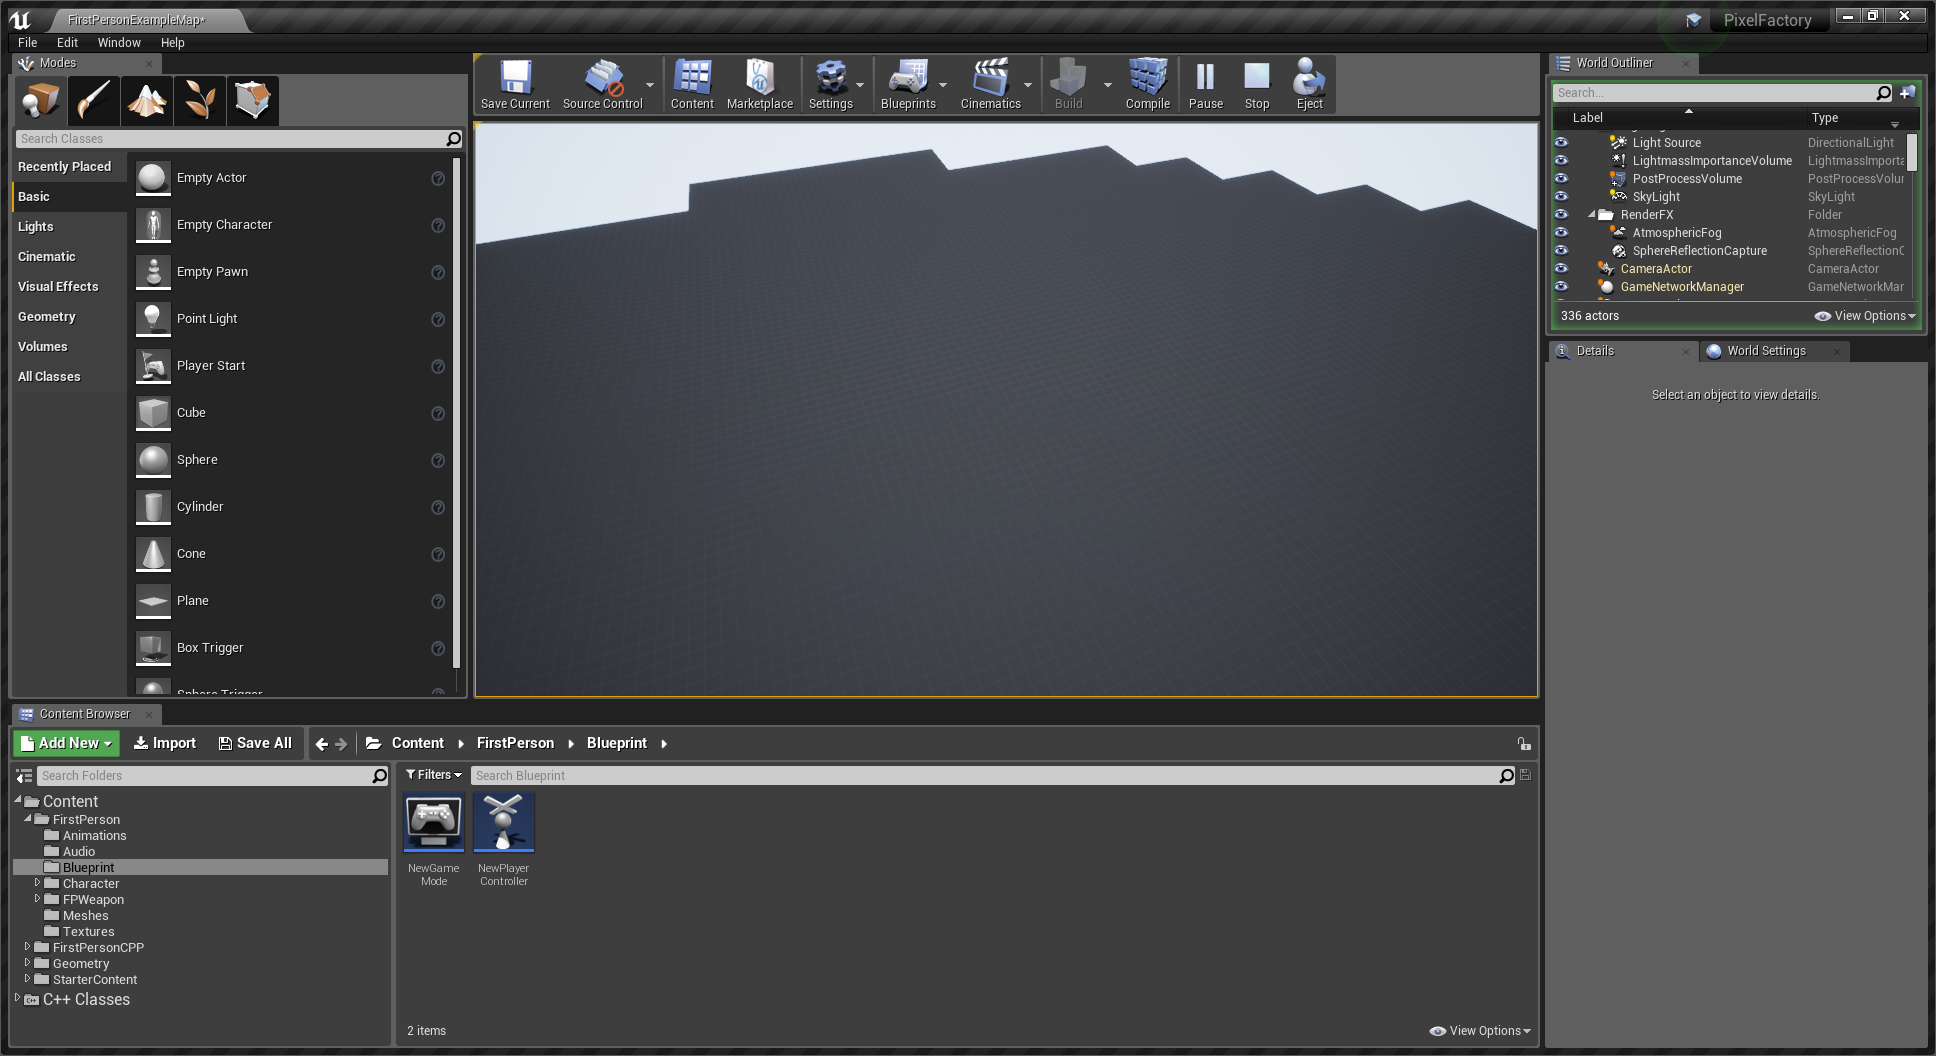 FirstPersonExampleMap*
PixelFactory
File Edit Window Help
Modes
Search Classes
Recently Placed
Basic
Lights
Cinematic
Visual Effects
Geometry
Volumes
All Classes
Empty Actor
Empty Character
Empty Pawn
Point Light
Player Start
Cube
Sphere
Cylinder
Cone
Plane
Box Trigger
Sphere Trigger
Save Current Source Control Content Marketplace Settings Blueprints Cinematics Build Compile Pause Stop Eject
World Outliner
Search...
Label Type
Light Source DirectionalLight
LightmassImportanceVolume LightmassImporta
PostProcessVolume PostProcessVolur
SkyLight SkyLight
RenderFX Folder
AtmosphericFog AtmosphericFog
SphereReflectionCapture SphereReflectionC
CameraActor CameraActor
GameNetworkManager GameNetworkMar
336 actors View Options
Details World Settings
Select an object to view details.
Content Browser
Add New Import Save All Content FirstPerson Blueprint
Search Folders
Content
FirstPerson
Animations
Audio
Blueprint
Character
FPWeapon
Meshes
Textures
FirstPersonCPP
Geometry
StarterContent
C++ Classes
Filters Search Blueprint
NewGame
Mode
NewPlayer
Controller
2 items View Options